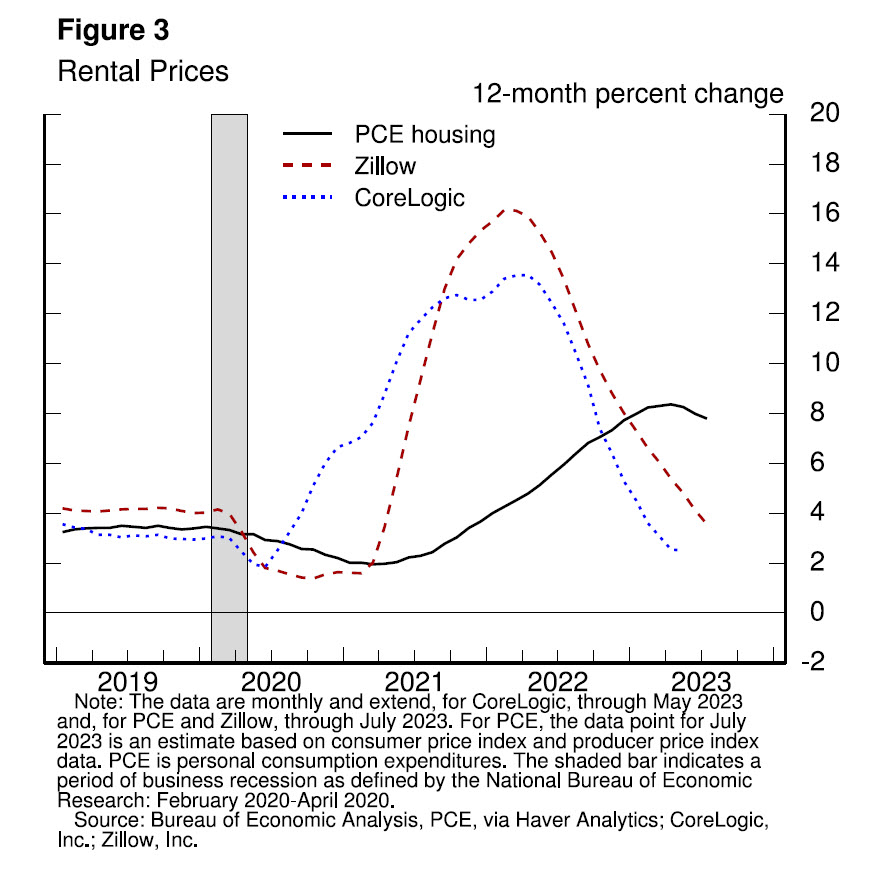 Figure 3
Rental Prices
12-month percent change
PCE housing
Zillow
CoreLogic
20
18
16
14
12
10
8
6
4
2
0
-2
2019 2020 2021 2022 2023
Note: The data are monthly and extend, for CoreLogic, through May 2023
and, for PCE and Zillow, through July 2023. For PCE, the data point for July
2023 is an estimate based on consumer price index and producer price index
data. PCE is personal consumption expenditures. The shaded bar indicates a
period of business recession as defined by the National Bureau of Economic
Research: February 2020-April 2020.
Source: Bureau of Economic Analysis, PCE, via Haver Analytics; CoreLogic,
Inc.; Zillow, Inc.